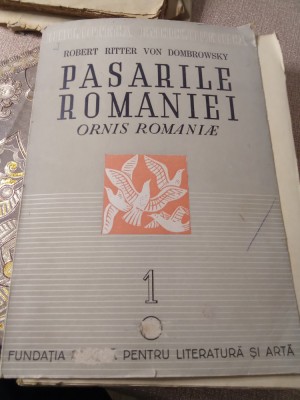 ROBERT RITTER VON DOMBROWSKY
PASARILE
ROMANIEI
ORNIS ROMANIÆ
1
FUNDAȚIA PENTRU LITERATURĂ ȘI ARTĂ